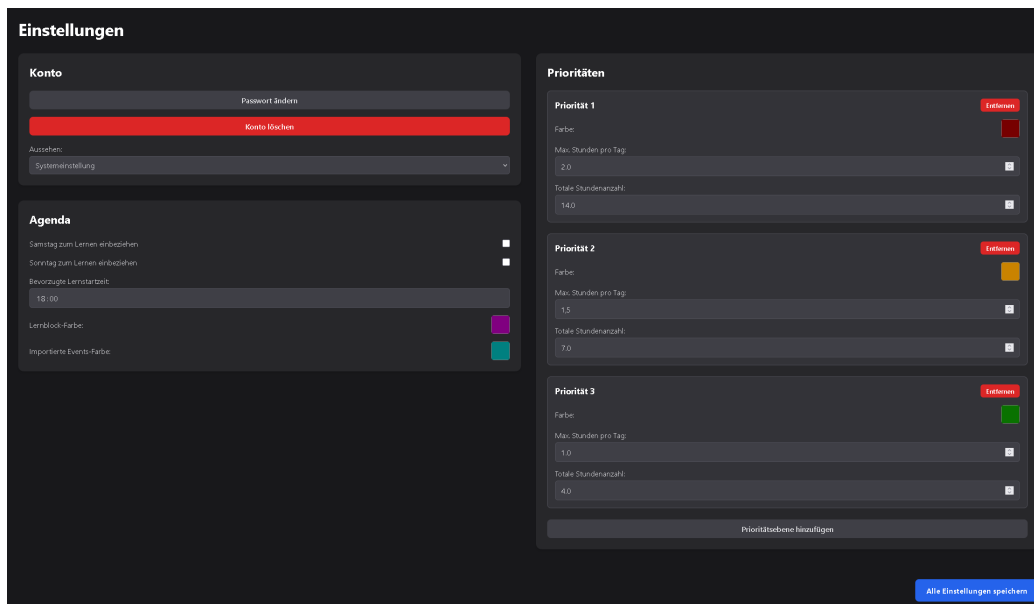 Einstellungen
Konto
Passwort ändern
Konto löschen
Aussehen:
Systemeinstellung
Agenda
Samstag zum Lernen einbeziehen
Sonntag zum Lernen einbeziehen
Bevorzugte Lernstartzeit:
18:00
Lernblock-Farbe:
Importierte Events-Farbe:
Prioritäten
Priorität 1
Entfernen
Farbe:
Max. Stunden pro Tag:
2.0
Totale Stundenanzahl:
14.0
Priorität 2
Entfernen
Farbe:
Max. Stunden pro Tag:
1.5
Totale Stundenanzahl:
7.0
Priorität 3
Entfernen
Farbe:
Max. Stunden pro Tag:
1.0
Totale Stundenanzahl:
4.0
Prioritätsebene hinzufügen
Alle Einstellungen speichern